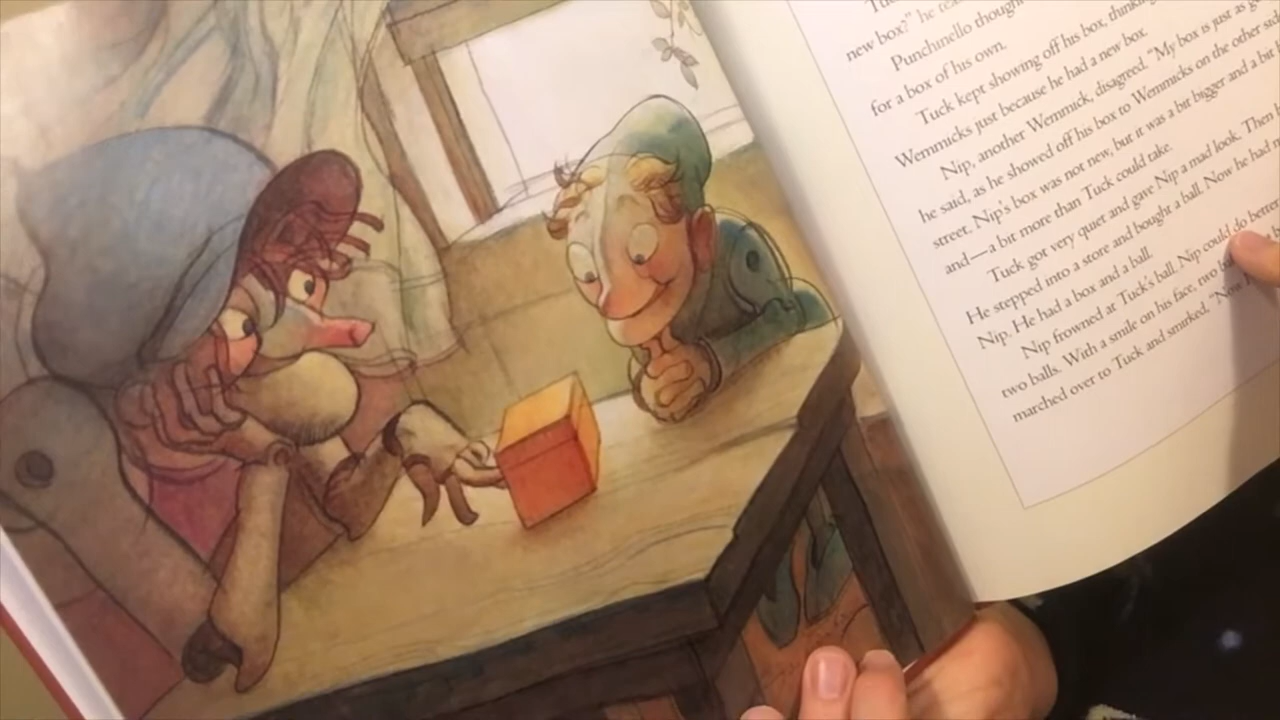 new box?" he
Punchinello thought
for a box of his own.
Tuck kept showing off his box,
Wemmicks just because he had a new box.
Nip, another Wemmick, disagreed. "My box is just as
he said, as he showed off his box to Wemmicks on the other
street. Nip's box was not new, but it was a bit bigger and a bit
and—a bit more than Tuck could take.
Tuck got very quiet and gave Nip a mad look. Then
He stepped into a store and bought a ball. Now he had
Nip. He had a box and a ball.
Nip frowned at Tuck's ball. Nip could do better
two balls. With a smile on his face, two
marched over to Tuck and smirked, "Now